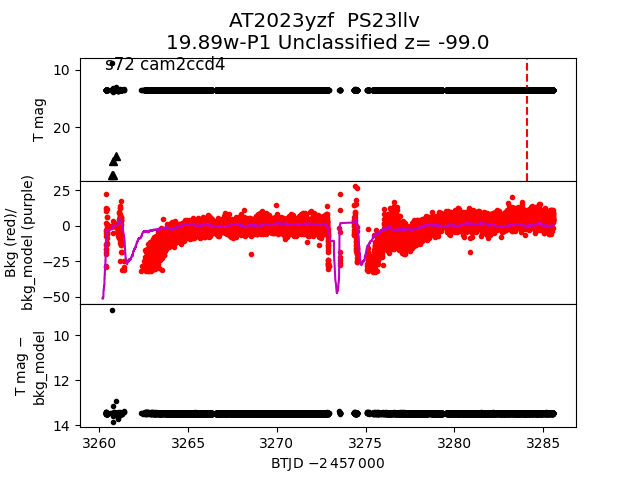 AT2023yzf  PS23llv
19.89w-P1 Unclassified z= -99.0
s72 cam2ccd4
T mag
10
20
Bkg (red)/
bkg_model (purple)
25
0
−25
−50
T mag −
bkg_model
10
12
14
3260 3265 3270 3275 3280 3285
BTJD −2 457 000